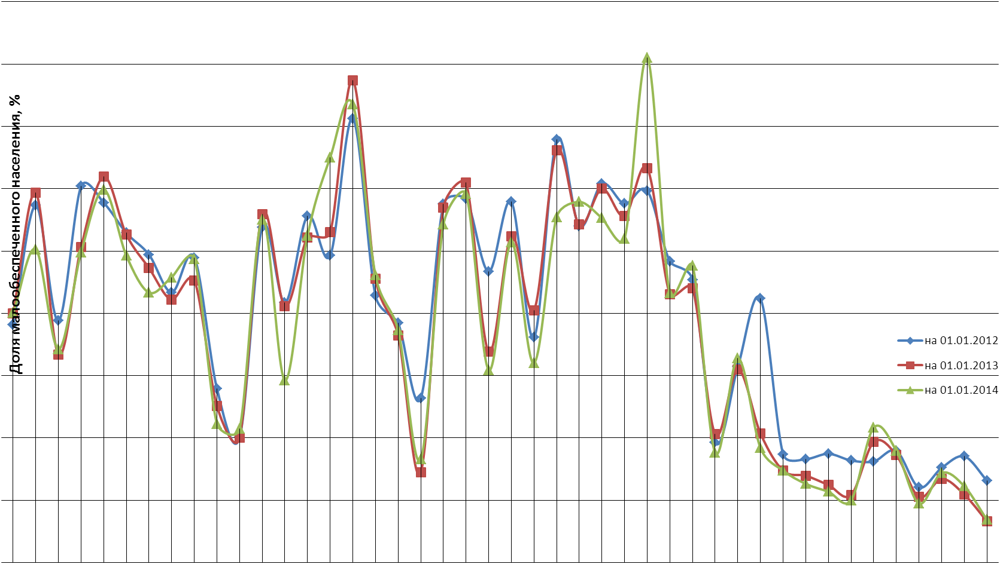 Доля малообеспеченного населения, %
на 01.01.2012
на 01.01.2013
на 01.01.2014